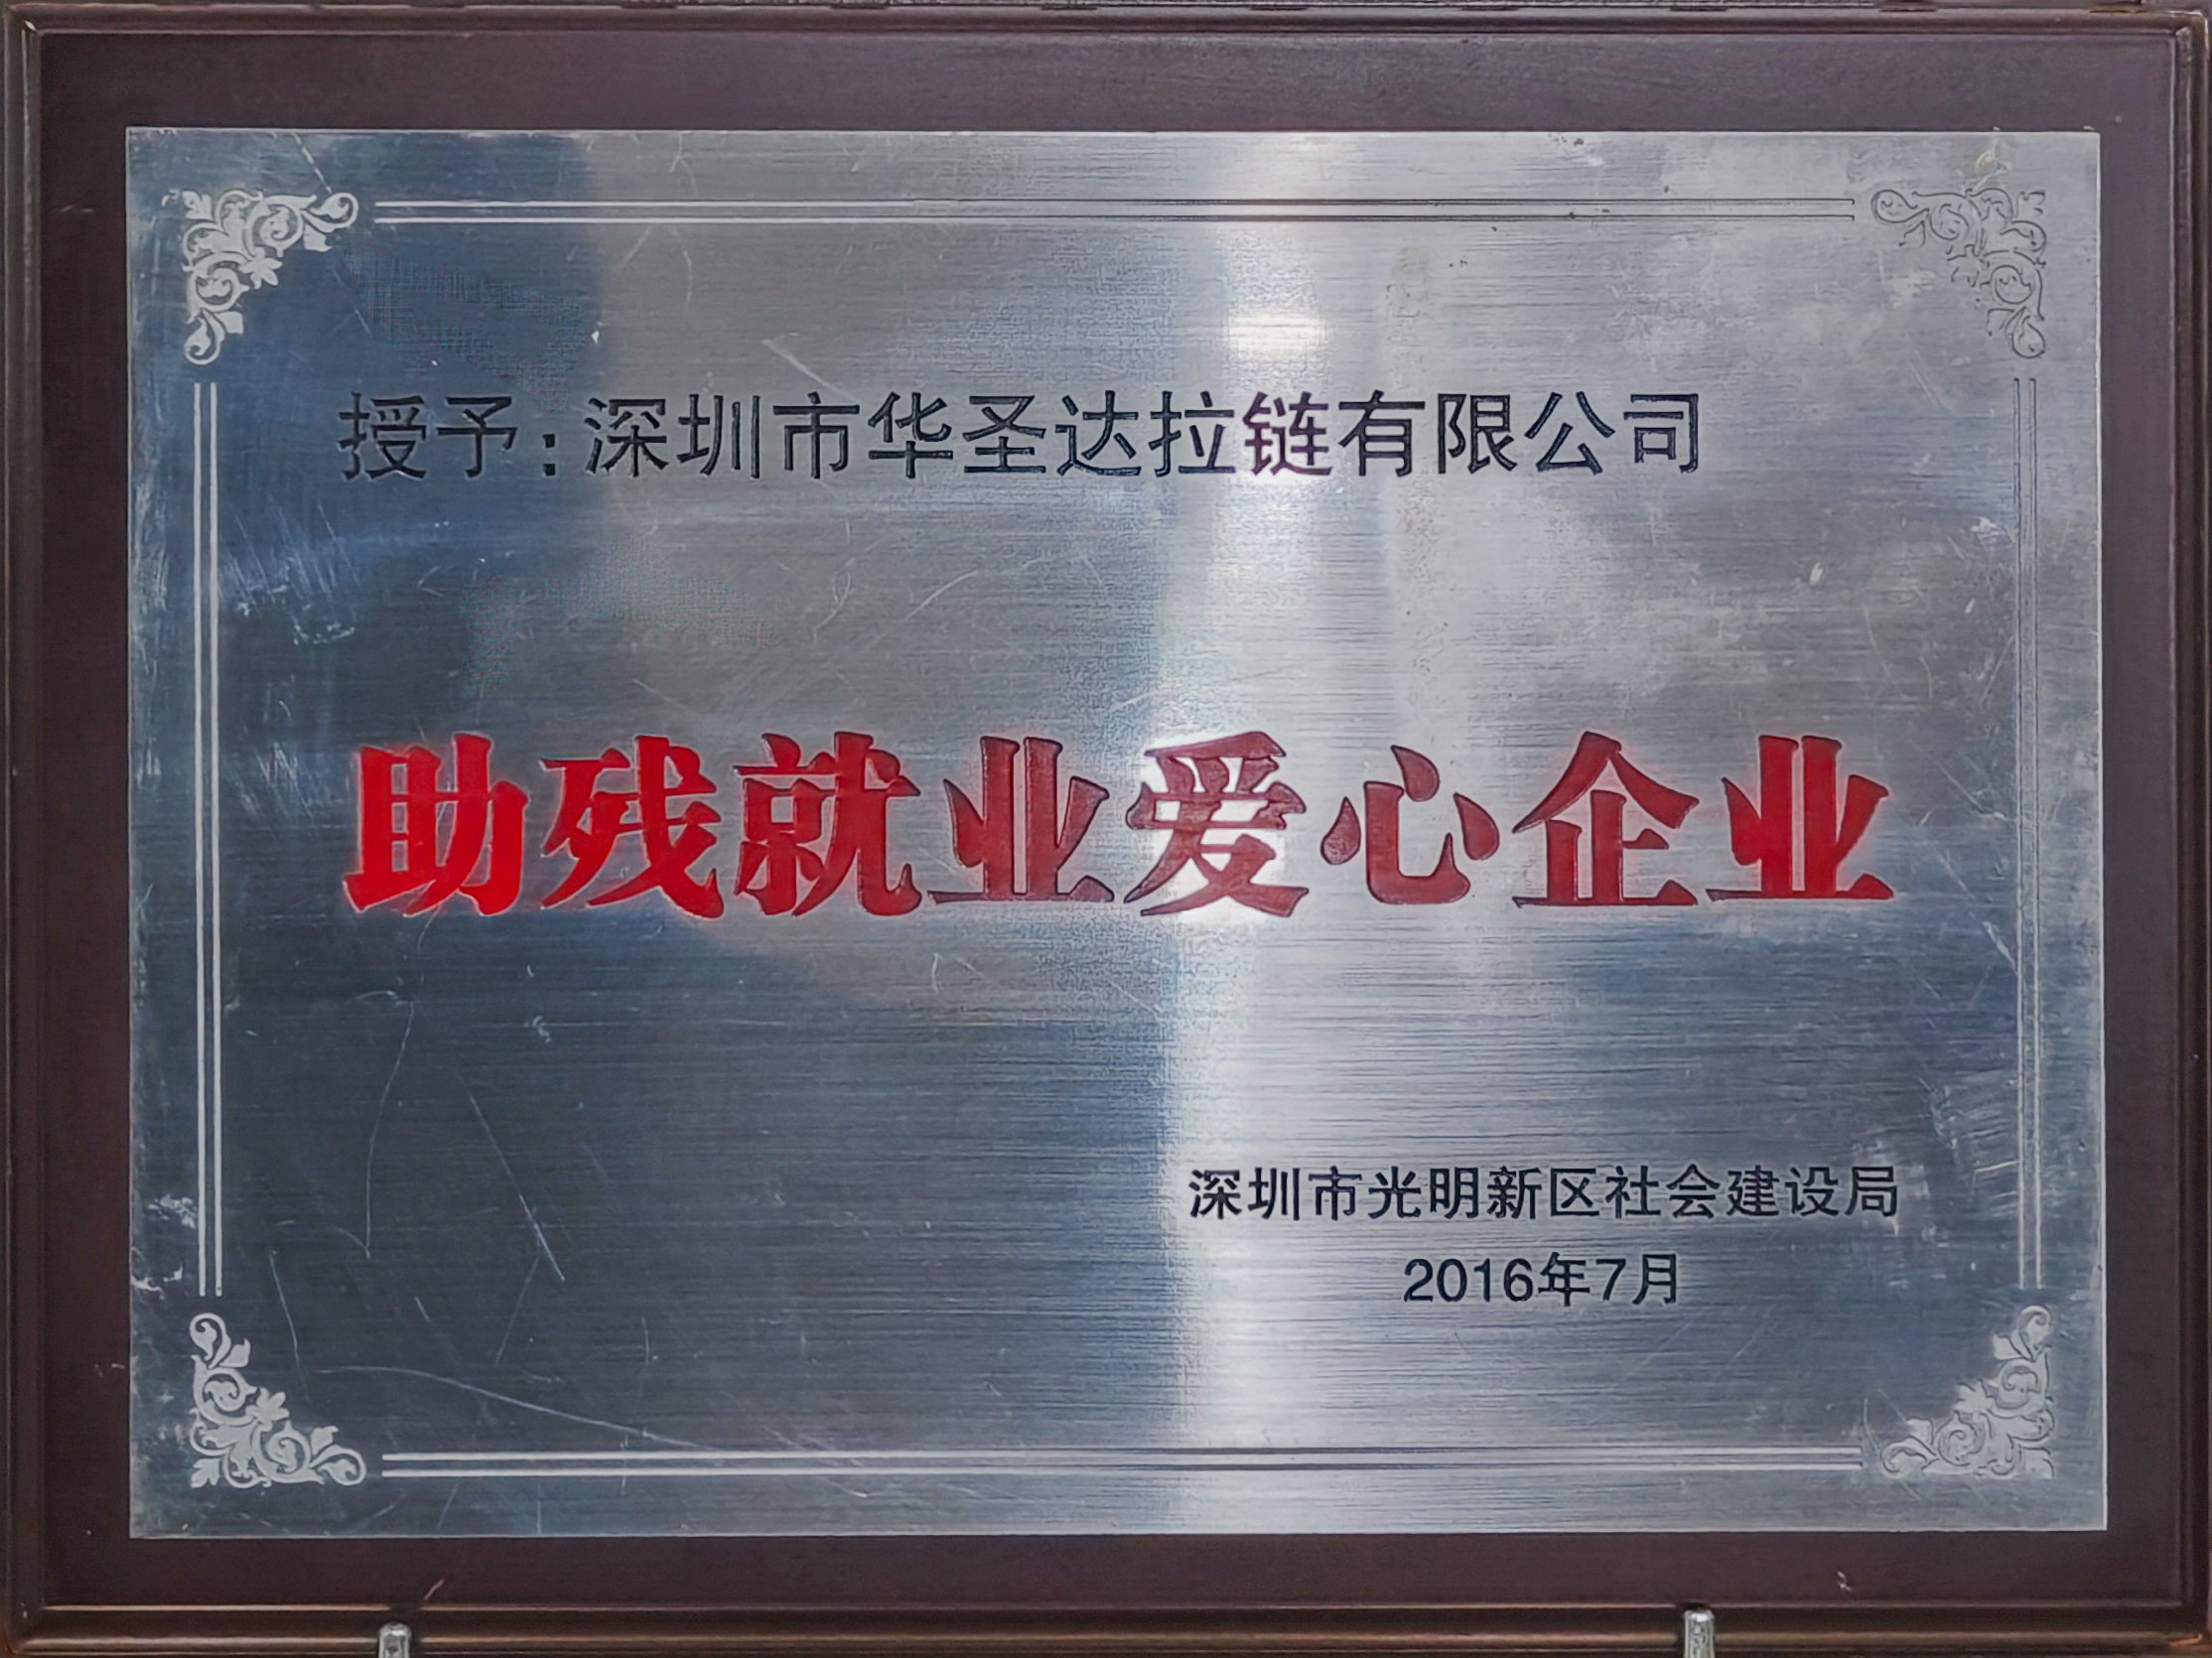 授予:深圳市华圣达拉链有限公司
助残就业爱心企业
深圳市光明新区社会建设局
2016年7月